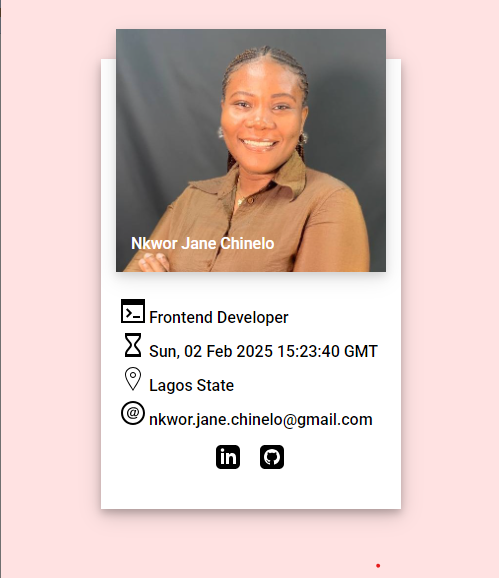 Nkwor Jane Chinelo
Frontend Developer
Sun, 02 Feb 2025 15:23:40 GMT
Lagos State
@ nkwor.jane.chinelo@gmail.com
in